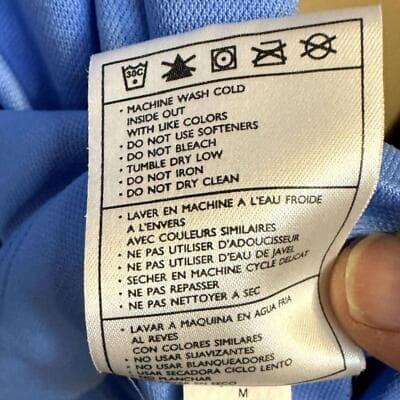 30C
• MACHINE WASH COLD
INSIDE OUT
WITH LIKE COLORS
• DO NOT USE SOFTENERS
• DO NOT BLEACH
• TUMBLE DRY LOW
• DO NOT IRON
• DO NOT DRY CLEAN
• LAVER EN MACHINE A L'EAU FROIDE
A L'ENVERS
AVEC COULEURS SIMILAIRES
• NE PAS UTILISER D'ADOUCISSEUR
• NE PAS UTILISER D'EAU DE JAVEL
• SECHER EN MACHINE CYCLE DELICAT
• NE PAS REPASSER
• NE PAS NETTOYER A SEC
• LAVAR A MAQUINA EN AGUA FRIA
AL REVES
CON COLORES SIMILARES
• NO USAR SUAVIZANTES
• NO USAR BLANQUEADORES
• USAR SECADORA CICLO LENTO
PLANCHAR
EN SECO
M